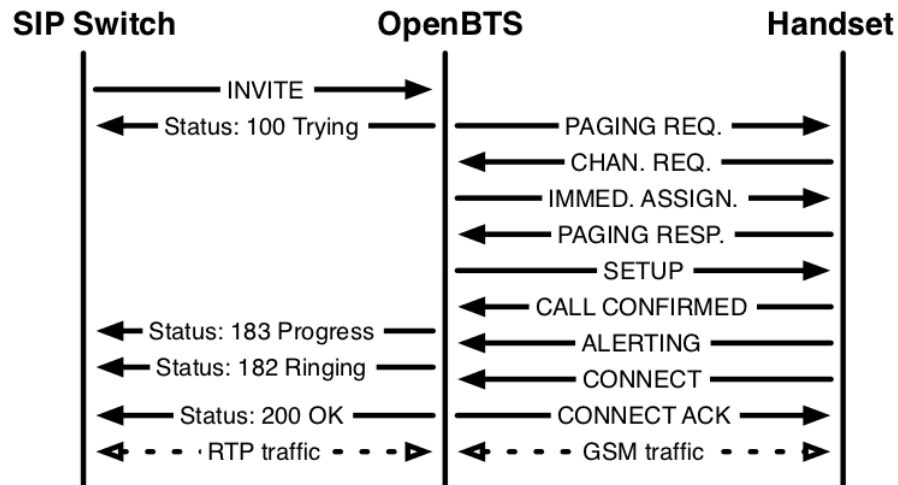 SIP Switch OpenBTS Handset
INVITE
Status: 100 Trying PAGING REQ.
CHAN. REQ.
IMMED. ASSIGN.
PAGING RESP.
SETUP
CALL CONFIRMED
Status: 183 Progress
ALERTING
Status: 182 Ringing
CONNECT
Status: 200 OK CONNECT ACK
RTP traffic GSM traffic